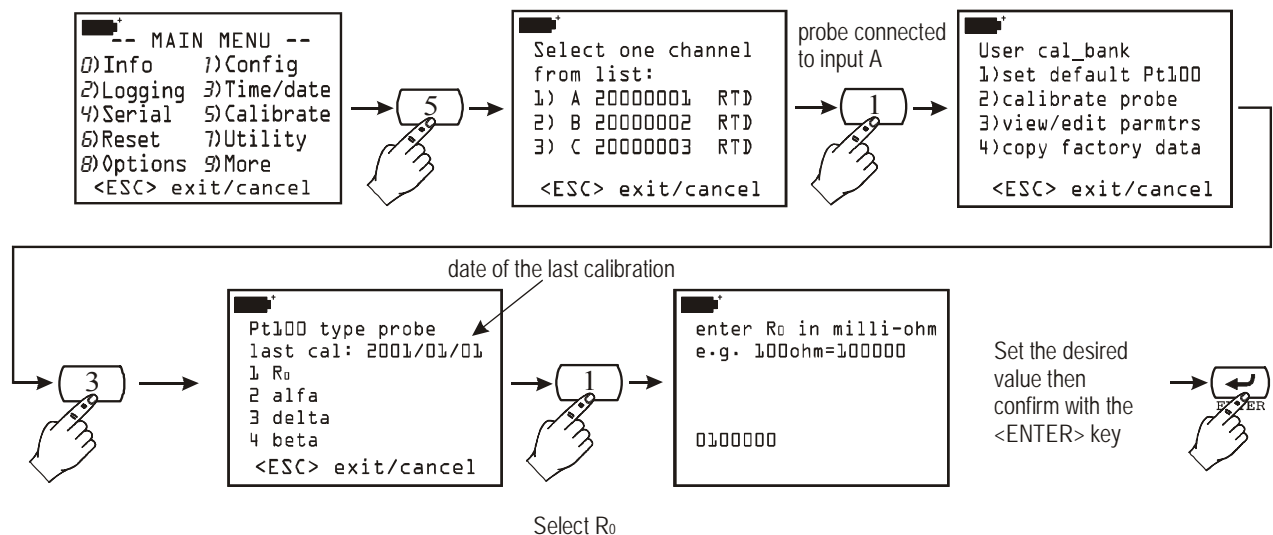 -- MAIN MENU --
0)Info 1)Config
2)Logging 3)Time/date
4)Serial 5)Calibrate
6)Reset 7)Utility
8)Options 9)More
<ESC> exit/cancel
5
Select one channel
from list:
1) A 20000001 RTD
2) B 20000002 RTD
3) C 20000003 RTD
<ESC> exit/cancel
probe connected
to input A
1
User cal_bank
1)set default Pt100
2)calibrate probe
3)view/edit parmtrs
4)copy factory data
<ESC> exit/cancel
3
date of the last calibration
Pt100 type probe
last cal: 2001/01/01
1 R₀
2 alfa
3 delta
4 beta
<ESC> exit/cancel
1
Select R₀
enter R₀ in milli-ohm
e.g. 100ohm=100000
0100000
Set the desired
value then
confirm with the
<ENTER> key
ENTER